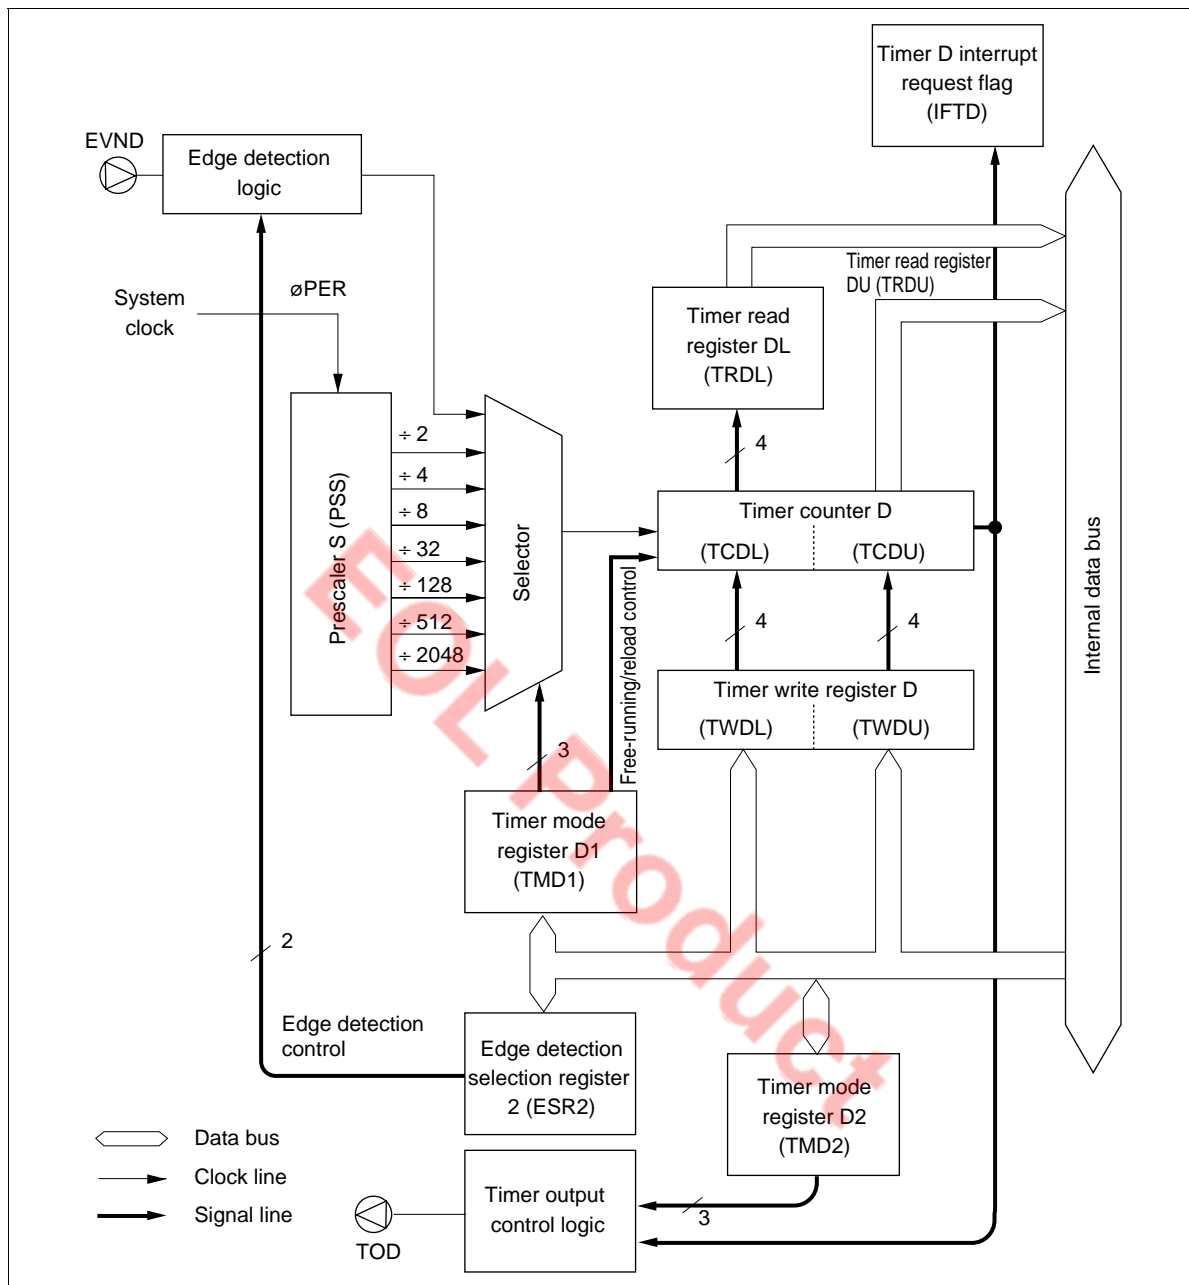 Timer D interrupt
request flag
(IFTD)
EVND
Edge detection
logic
System
clock
øPER
Timer read register
DU (TRDU)
Timer read
register DL
(TRDL)
Prescaler S (PSS)
÷ 2
÷ 4
÷ 8
÷ 32
÷ 128
÷ 512
÷ 2048
Selector
4
Timer counter D
(TCDL)
(TCDU)
4
4
Timer write register D
(TWDL)
(TWDU)
Free-running/reload control
Internal data bus
3
Timer mode
register D1
(TMD1)
2
Edge detection
control
Edge detection
selection register
2 (ESR2)
Timer mode
register D2
(TMD2)
Data bus
Clock line
Signal line
Timer output
control logic
TOD
3
EOL Product